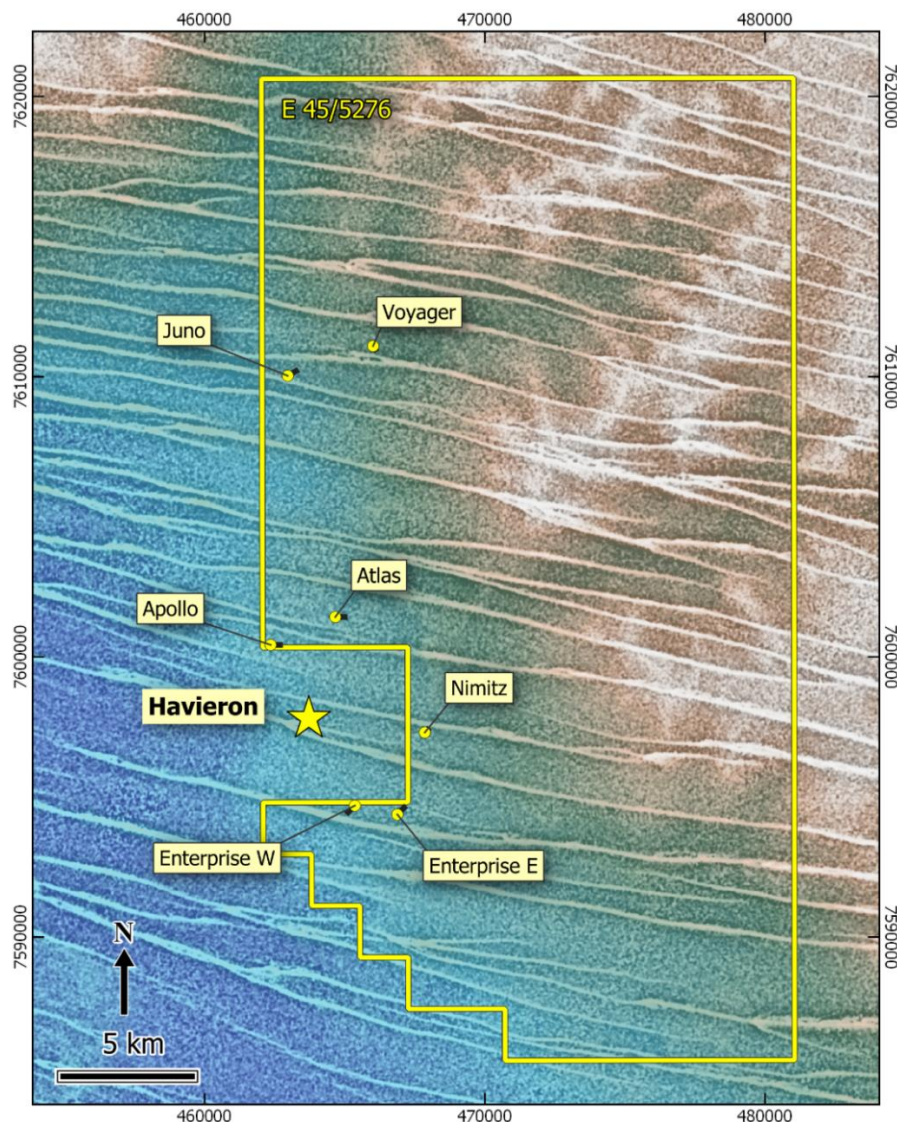 460000
470000
480000
7620000
7620000
E 45/5276
Voyager
Juno
7610000
7610000
Atlas
Apollo
7600000
7600000
Nimitz
Havieron
Enterprise W
Enterprise E
7590000
7590000
N
5 km
460000
470000
480000